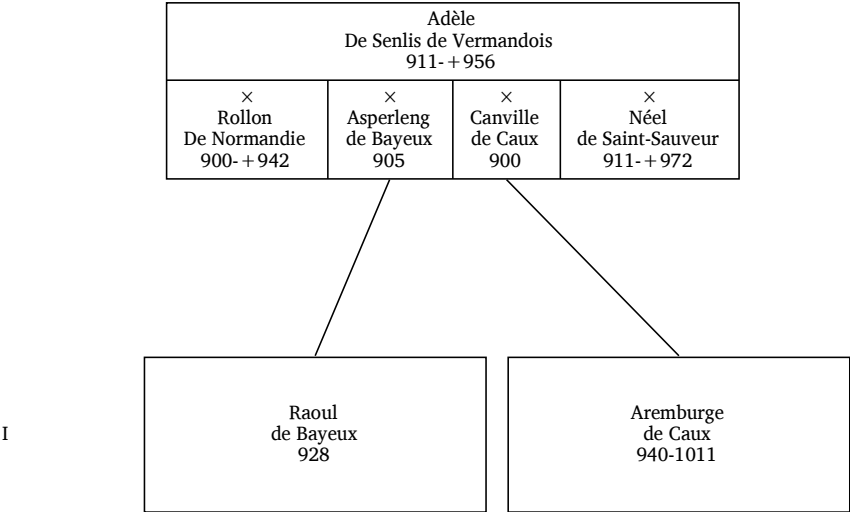 Adèle
De Senlis de Vermandois
911-+956
×
Rollon
De Normandie
900-+942
×
Asperleng
de Bayeux
905
×
Canville
de Caux
900
×
Néel
de Saint-Sauveur
911-+972
I
Raoul
de Bayeux
928
Aremburge
de Caux
940-1011